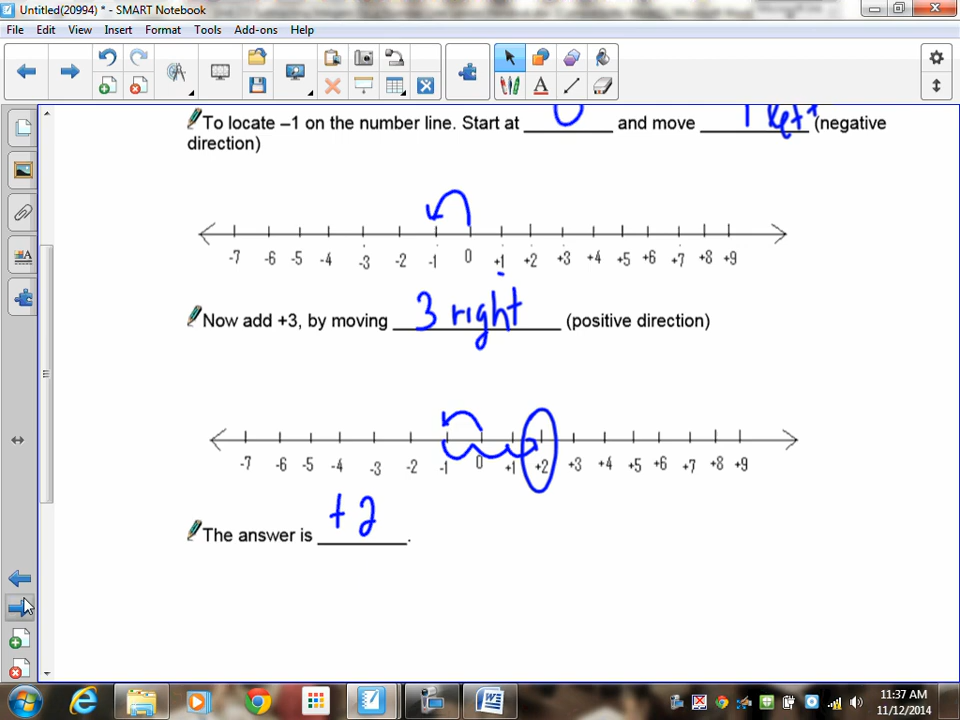 Untitled(20994) * - SMART Notebook
File Edit View Insert Format Tools Add-ons Help
To locate –1 on the number line. Start at 0 and move 1 left (negative
direction)
-7 -6 -5 -4 -3 -2 -1 0 +1 +2 +3 +4 +5 +6 +7 +8 +9
Now add +3, by moving 3 right (positive direction)
-7 -6 -5 -4 -3 -2 -1 0 +1 +2 +3 +4 +5 +6 +7 +8 +9
The answer is +2.
11:37 AM
11/12/2014